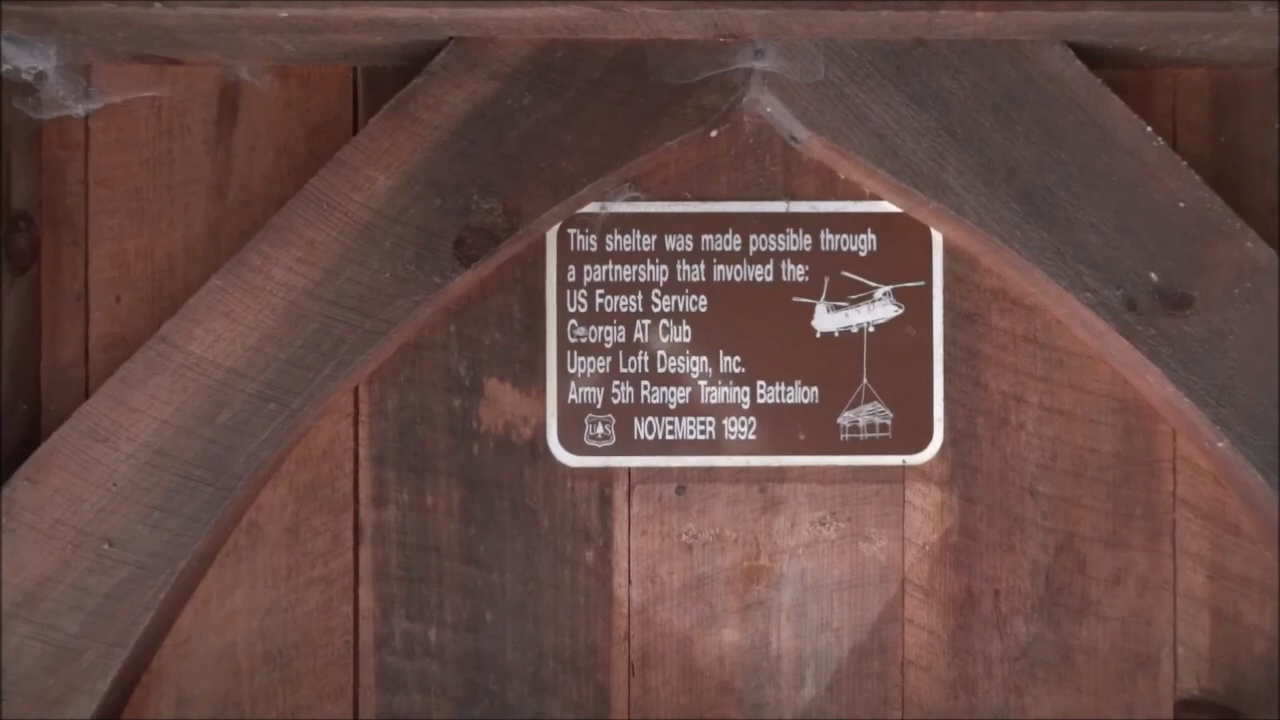 This shelter was made possible through
a partnership that involved the:
US Forest Service
Georgia AT Club
Upper Loft Design, Inc.
Army 5th Ranger Training Battalion
U S NOVEMBER 1992